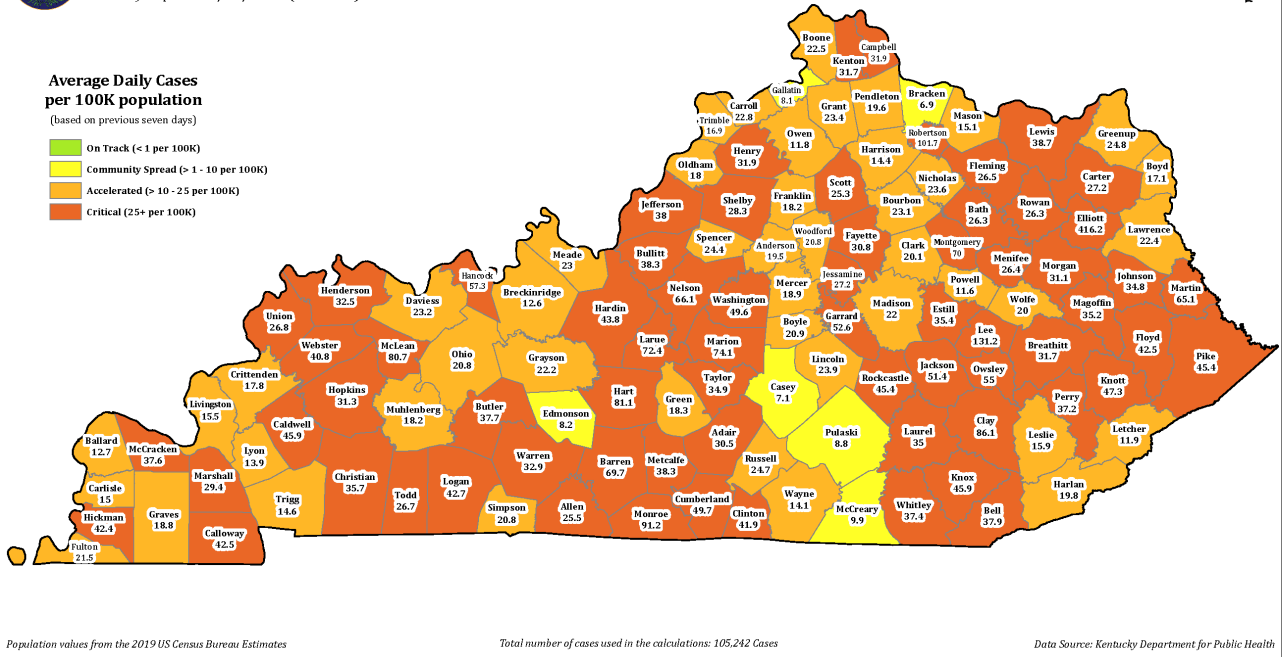 Average Daily Cases
per 100K population
(based on previous seven days)
On Track (< 1 per 100K)
Community Spread (> 1 - 10 per 100K)
Accelerated (> 10 - 25 per 100K)
Critical (25+ per 100K)
Boone
22.5
Kenton
31.7
Campbell
31.9
Gallatin
8.1
Carroll
22.8
Trimble
16.9
Grant
23.4
Pendleton
19.6
Bracken
6.9
Mason
15.1
Robertson
101.7
Lewis
38.7
Greenup
24.8
Boyd
17.1
Owen
11.8
Henry
31.9
Oldham
18
Harrison
14.4
Nicholas
23.6
Fleming
26.5
Carter
27.2
Jefferson
38
Shelby
28.3
Franklin
18.2
Scott
25.3
Bourbon
23.1
Bath
26.3
Rowan
26.3
Elliott
416.2
Lawrence
22.4
Bullitt
38.3
Spencer
24.4
Anderson
19.5
Woodford
20.8
Fayette
30.8
Clark
20.1
Montgomery
70
Menifee
26.4
Morgan
31.1
Johnson
34.8
Martin
65.1
Meade
23
Hancock
57.3
Breckinridge
12.6
Daviess
23.2
Henderson
32.5
Union
26.8
Webster
40.8
McLean
80.7
Ohio
20.8
Grayson
22.2
Hardin
43.8
Nelson
66.1
Washington
49.6
Mercer
18.9
Jessamine
27.2
Garrard
52.6
Madison
22
Powell
11.6
Estill
35.4
Wolfe
20
Magoffin
35.2
Floyd
42.5
Pike
45.4
Larue
72.4
Marion
74.1
Boyle
20.9
Lincoln
23.9
Rockcastle
45.4
Jackson
51.4
Lee
131.2
Owsley
55
Breathitt
31.7
Knott
47.3
Perry
37.2
Crittenden
17.8
Livingston
15.5
Hopkins
31.3
Muhlenberg
18.2
Butler
37.7
Edmonson
8.2
Hart
81.1
Green
18.3
Taylor
34.9
Casey
7.1
Pulaski
8.8
Laurel
35
Clay
86.1
Leslie
15.9
Letcher
11.9
Harlan
19.8
Ballard
12.7
McCracken
37.6
Caldwell
45.9
Lyon
13.9
Marshall
29.4
Carlisle
15
Hickman
42.4
Fulton
21.5
Graves
18.8
Calloway
42.5
Trigg
14.6
Christian
35.7
Todd
26.7
Logan
42.7
Warren
32.9
Simpson
20.8
Allen
25.5
Barren
69.7
Metcalfe
38.3
Monroe
91.2
Adair
30.5
Cumberland
49.7
Clinton
41.9
Russell
24.7
Wayne
14.1
McCreary
9.9
Whitley
37.4
Knox
45.9
Bell
37.9
Population values from the 2019 US Census Bureau Estimates
Total number of cases used in the calculations: 105,242 Cases
Data Source: Kentucky Department for Public Health